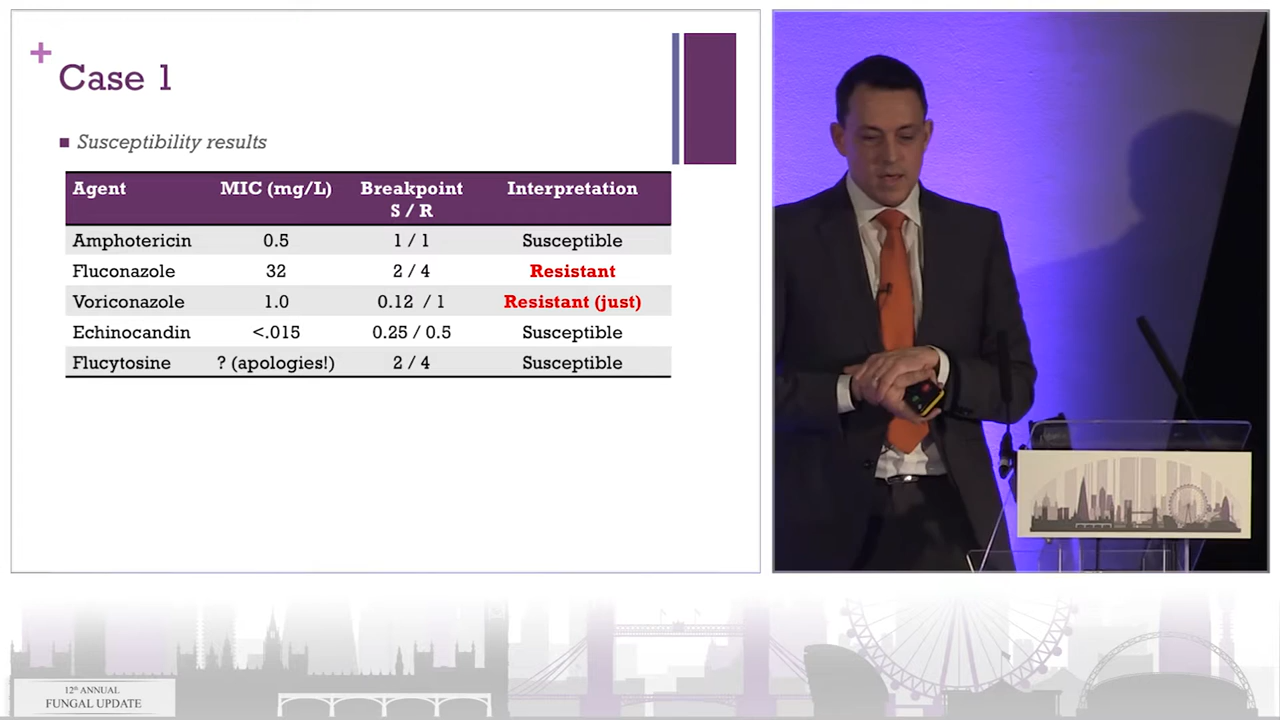 +
Case 1
Susceptibility results
Agent MIC (mg/L) Breakpoint S / R Interpretation
Amphotericin 0.5 1 / 1 Susceptible
Fluconazole 32 2 / 4 Resistant
Voriconazole 1.0 0.12 / 1 Resistant (just)
Echinocandin <.015 0.25 / 0.5 Susceptible
Flucytosine ? (apologies!) 2 / 4 Susceptible
12th ANNUAL
FUNGAL UPDATE